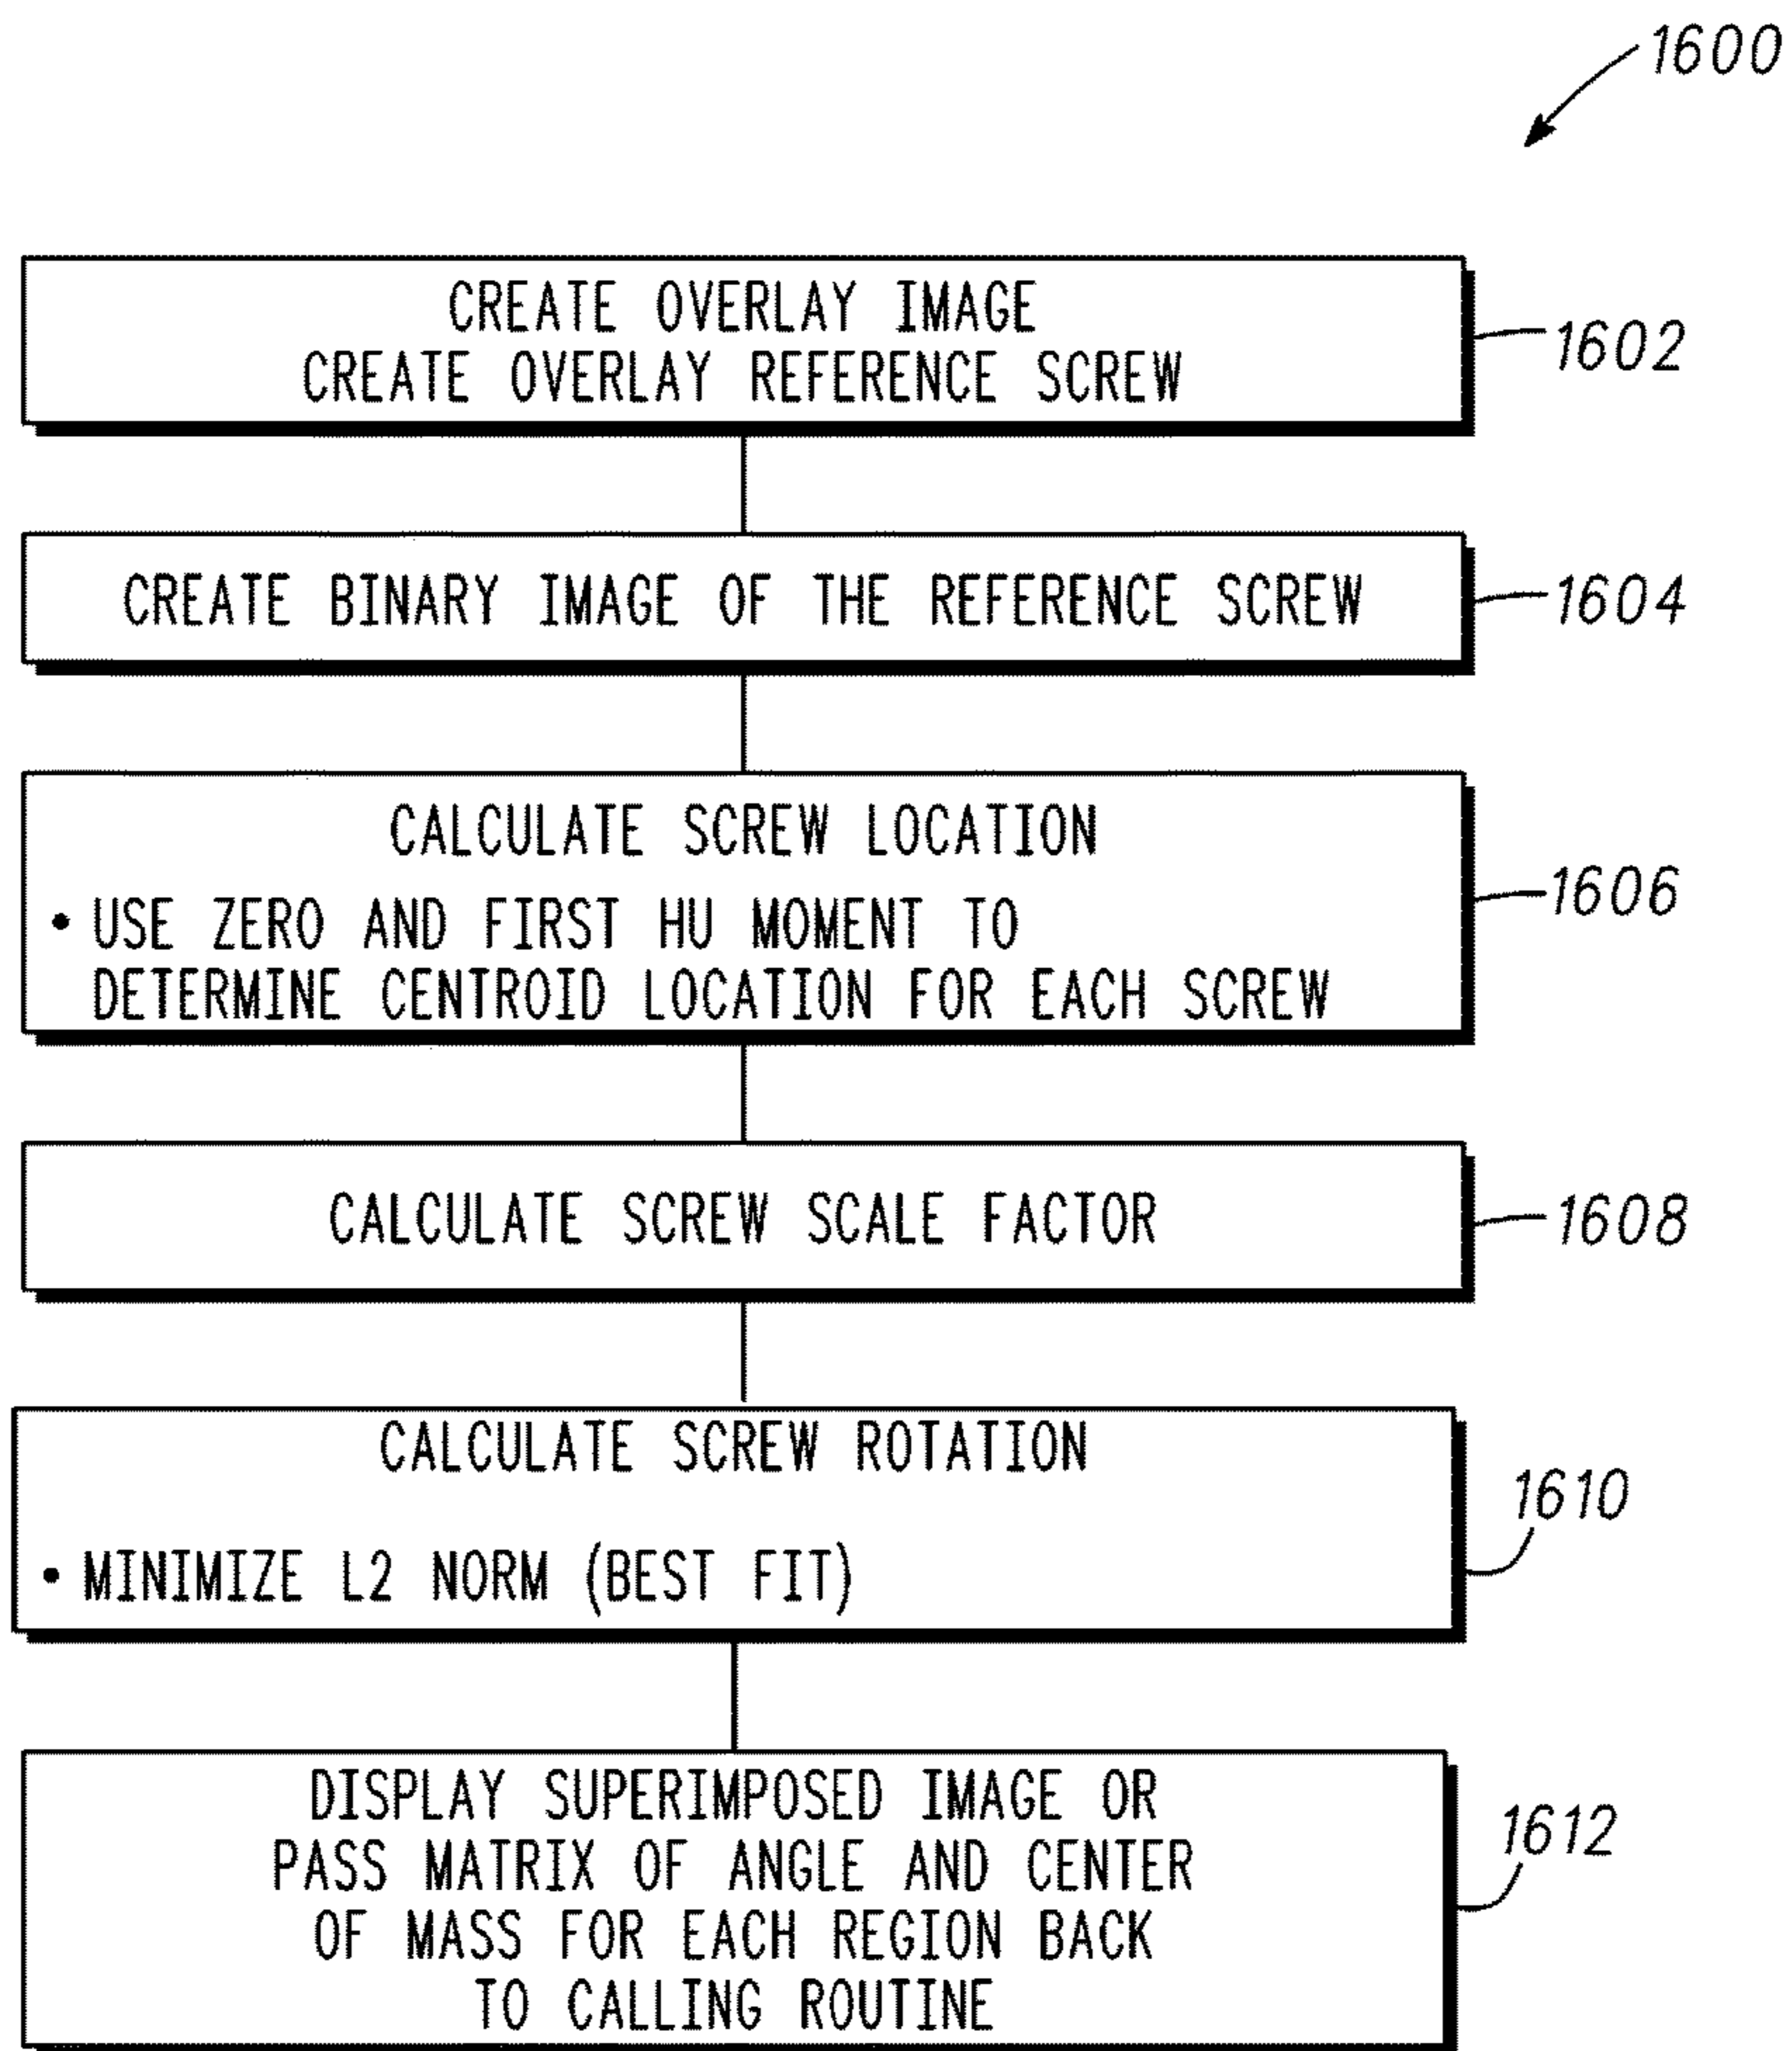 1600
CREATE OVERLAY IMAGE
CREATE OVERLAY REFERENCE SCREW
1602
CREATE BINARY IMAGE OF THE REFERENCE SCREW
1604
CALCULATE SCREW LOCATION
• USE ZERO AND FIRST HU MOMENT TO
DETERMINE CENTROID LOCATION FOR EACH SCREW
1606
CALCULATE SCREW SCALE FACTOR
1608
CALCULATE SCREW ROTATION
• MINIMIZE L2 NORM (BEST FIT)
1610
DISPLAY SUPERIMPOSED IMAGE OR
PASS MATRIX OF ANGLE AND CENTER
OF MASS FOR EACH REGION BACK
TO CALLING ROUTINE
1612